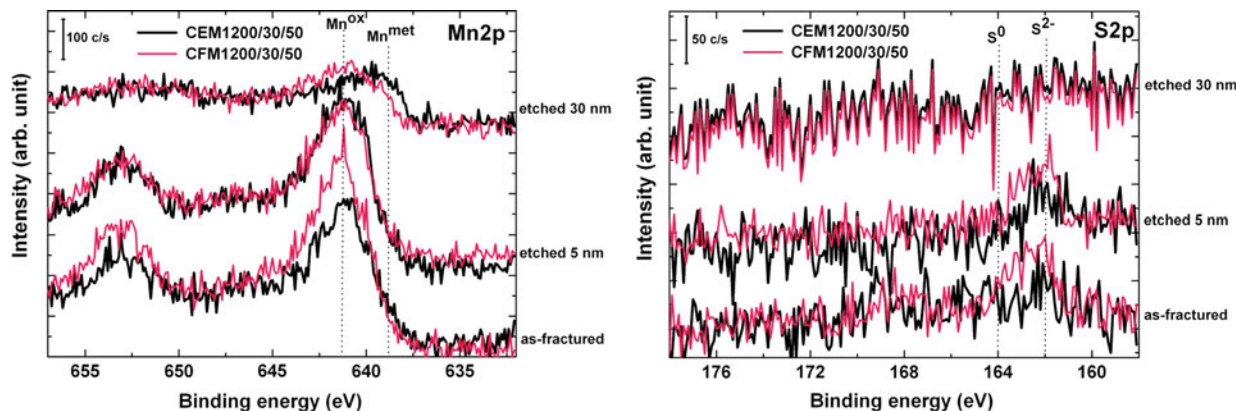 100 c/s
CEM1200/30/50
CFM1200/30/50
Mn^ox
Mn^met
Mn2p
etched 30 nm
etched 5 nm
as-fractured
Intensity (arb. unit)
655 650 645 640 635
Binding energy (eV)
50 c/s
CEM1200/30/50
CFM1200/30/50
S^0
S^2-
S2p
etched 30 nm
etched 5 nm
as-fractured
Intensity (arb. unit)
176 172 168 164 160
Binding energy (eV)